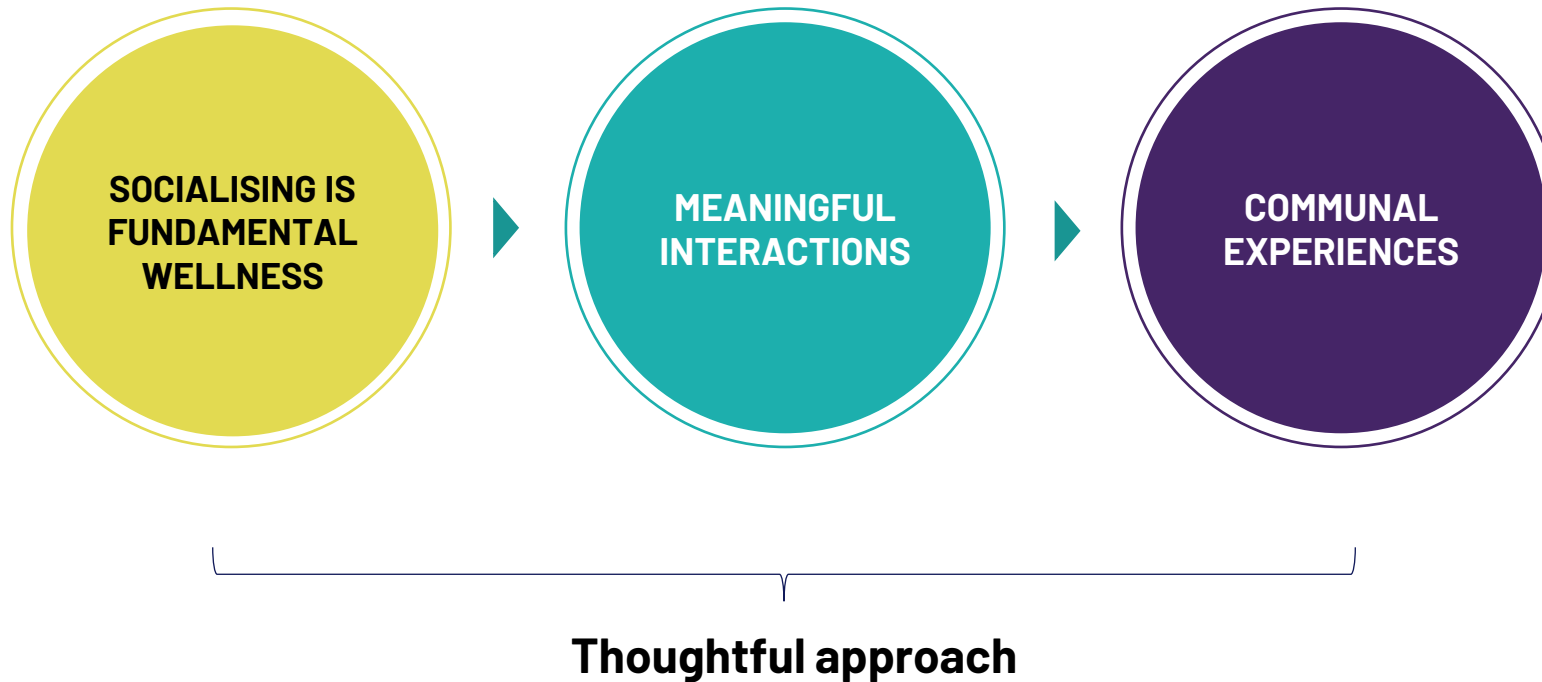 SOCIALISING IS
FUNDAMENTAL
WELLNESS
MEANINGFUL
INTERACTIONS
COMMUNAL
EXPERIENCES
Thoughtful approach